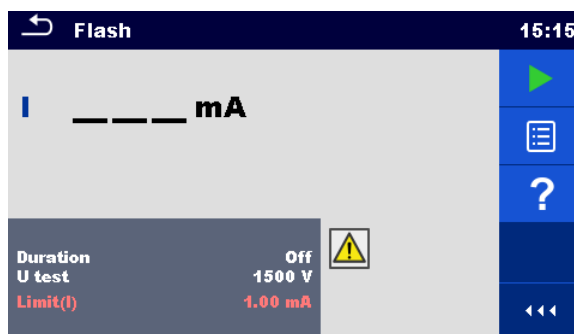 Flash 15:15
I ___ mA
?
Duration Off
U test 1500 V
Limit(I) 1.00 mA